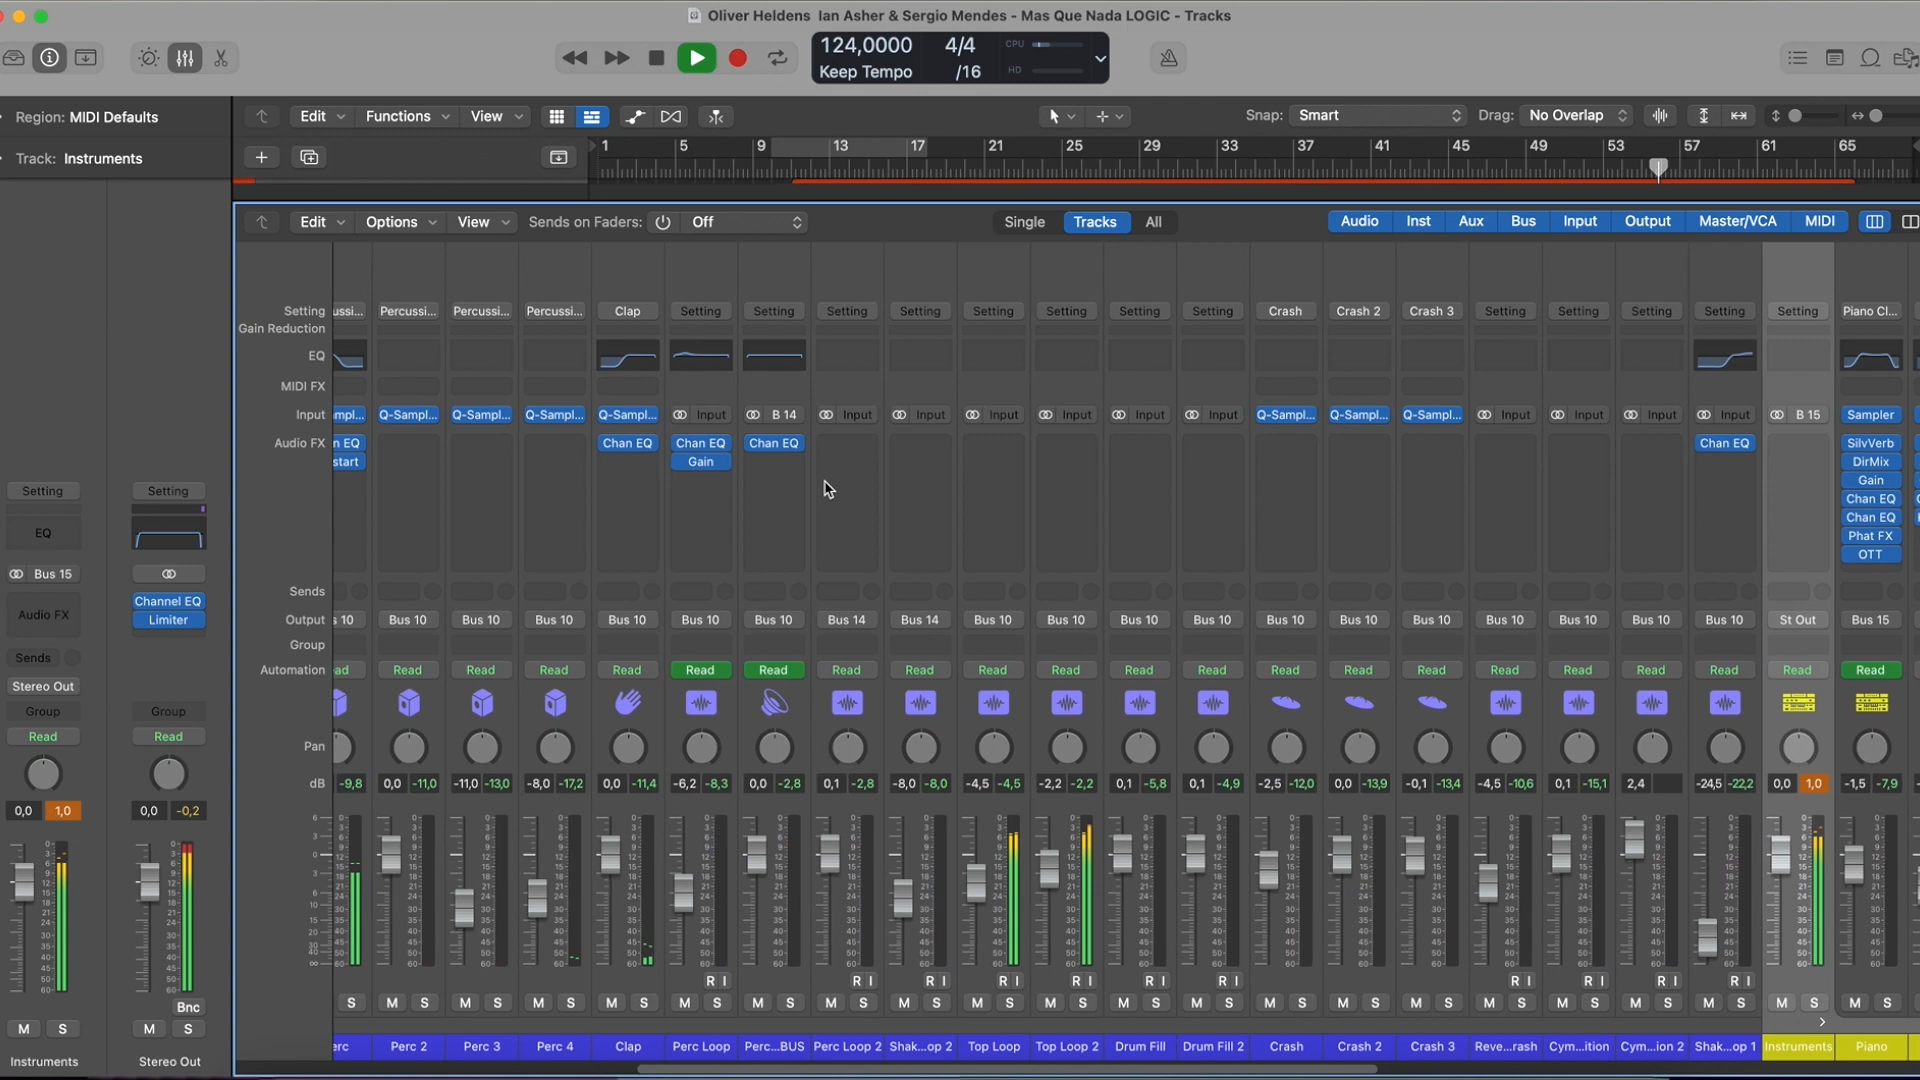 Oliver Heldens  Ian Asher & Sergio Mendes - Mas Que Nada LOGIC - Tracks
124,0000 4/4 CPU
Keep Tempo /16 HD
Region: MIDI Defaults
Edit Functions View
Snap: Smart Drag: No Overlap
Track: Instruments
1 5 9 13 17 21 25 29 33 37 41 45 49 53 57 61 65
Edit Options View Sends on Faders: Off Single Tracks All Audio Inst Aux Bus Input Output Master/VCA MIDI
Setting ussi... Percussi... Percussi... Percussi... Clap Setting Setting Setting Setting Setting Setting Setting Setting Crash Crash 2 Crash 3 Setting Setting Setting Setting Setting Piano Cl...
Gain Reduction
EQ
MIDI FX
Input mpl... Q-Sampl... Q-Sampl... Q-Sampl... Q-Sampl... Input B 14 Input Input Input Input Input Input Q-Sampl... Q-Sampl... Q-Sampl... Input Input Input Input B 15 Sampler
Audio FX n EQ Chan EQ Chan EQ Chan EQ Chan EQ SilvVerb
start Gain DirMix
Gain
Chan EQ
Chan EQ
Phat FX
OTT
Setting Setting
EQ
Bus 15
Channel EQ
Audio FX Limiter
Sends
Stereo Out
Group Group
Read Read
0,0 1,0 0,0 -0,2
Sends
Output s 10 Bus 10 Bus 10 Bus 10 Bus 10 Bus 10 Bus 10 Bus 14 Bus 14 Bus 10 Bus 10 Bus 10 Bus 10 Bus 10 Bus 10 Bus 10 Bus 10 Bus 10 Bus 10 Bus 10 St Out Bus 15
Group
Automation ad Read Read Read Read Read Read Read Read Read Read Read Read Read Read Read Read Read Read Read Read Read
Pan
dB -9,8 0,0 -11,0 -11,0 -13,0 -8,0 -17,2 0,0 -11,4 -6,2 -8,3 0,0 -2,8 0,1 -2,8 -8,0 -8,0 -4,5 -4,5 -2,2 -2,2 0,1 -5,8 0,1 -4,9 -2,5 -12,0 0,0 -13,9 -0,1 -13,4 -4,5 -10,6 0,1 -15,1 2,4 -24,5 -22,2 0,0 1,0 -1,5 -7,9
R I R I R I R I R I R I R I R I R I R I R I
S M S M S M S M S M S M S M S M S M S M S M S M S M S M S M S M S M S M S M S M S M S
Bnc
M S M S
Instruments Stereo Out
erc Perc 2 Perc 3 Perc 4 Clap Perc Loop Perc...BUS Perc Loop 2 Shak...op 2 Top Loop Top Loop 2 Drum Fill Drum Fill 2 Crash Crash 2 Crash 3 Reve...rash Cym...ition Cym...ion 2 Shak...op 1 Instruments Piano